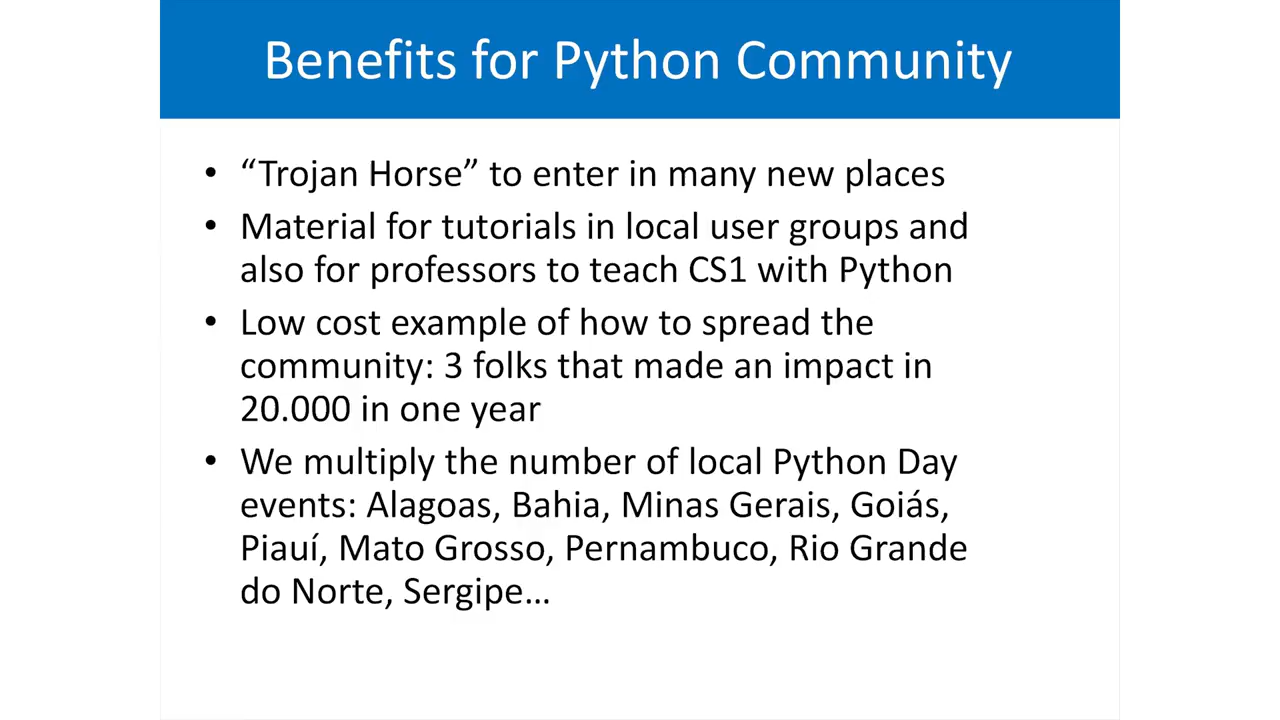 Benefits for Python Community
• “Trojan Horse” to enter in many new places
• Material for tutorials in local user groups and
also for professors to teach CS1 with Python
• Low cost example of how to spread the
community: 3 folks that made an impact in
20.000 in one year
• We multiply the number of local Python Day
events: Alagoas, Bahia, Minas Gerais, Goiás,
Piauí, Mato Grosso, Pernambuco, Rio Grande
do Norte, Sergipe…